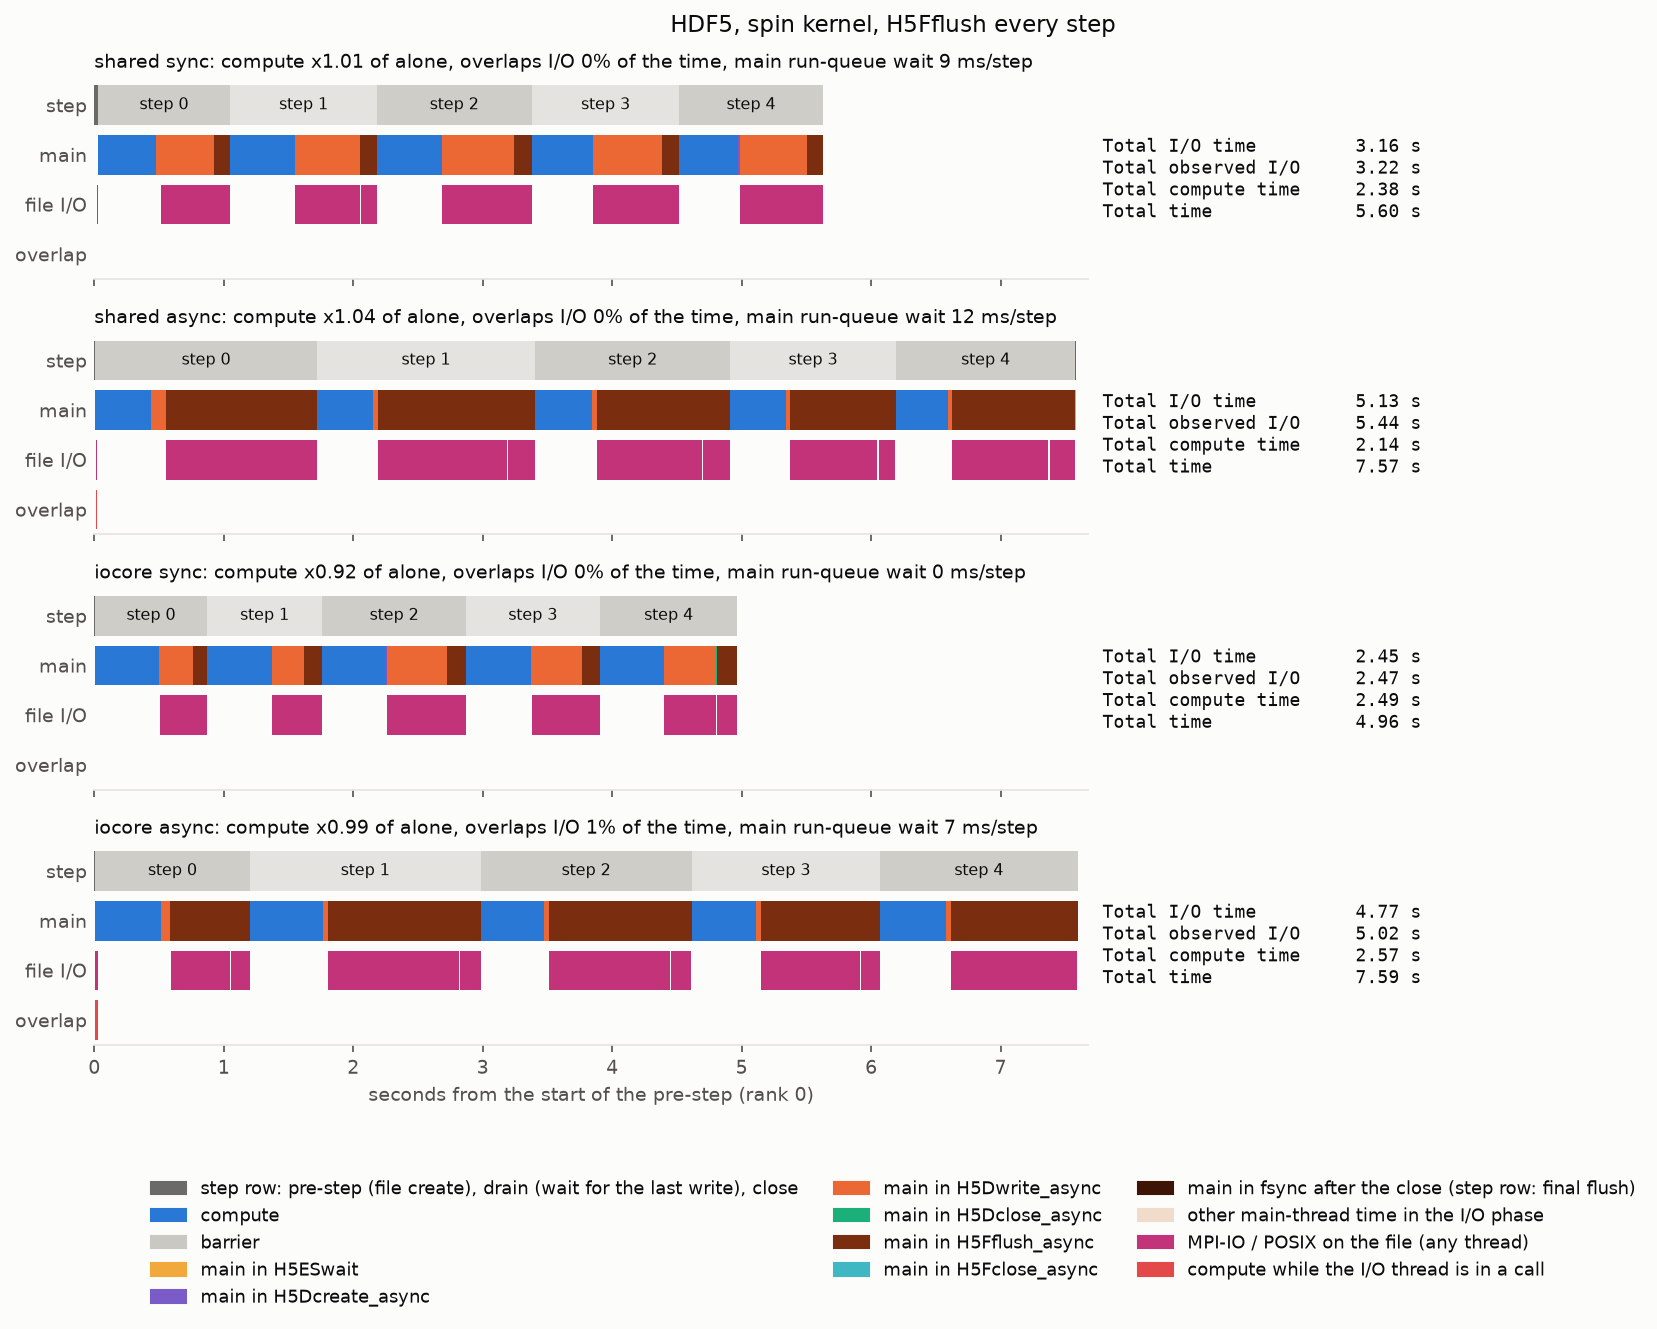 HDF5, spin kernel, H5Fflush every step
shared sync: compute x1.01 of alone, overlaps I/O 0% of the time, main run-queue wait 9 ms/step
step
step 0
step 1
step 2
step 3
step 4
main
file I/O
overlap
Total I/O time 3.16 s
Total observed I/O 3.22 s
Total compute time 2.38 s
Total time 5.60 s
shared async: compute x1.04 of alone, overlaps I/O 0% of the time, main run-queue wait 12 ms/step
step
step 0
step 1
step 2
step 3
step 4
main
file I/O
overlap
Total I/O time 5.13 s
Total observed I/O 5.44 s
Total compute time 2.14 s
Total time 7.57 s
iocore sync: compute x0.92 of alone, overlaps I/O 0% of the time, main run-queue wait 0 ms/step
step
step 0
step 1
step 2
step 3
step 4
main
file I/O
overlap
Total I/O time 2.45 s
Total observed I/O 2.47 s
Total compute time 2.49 s
Total time 4.96 s
iocore async: compute x0.99 of alone, overlaps I/O 1% of the time, main run-queue wait 7 ms/step
step
step 0
step 1
step 2
step 3
step 4
main
file I/O
overlap
Total I/O time 4.77 s
Total observed I/O 5.02 s
Total compute time 2.57 s
Total time 7.59 s
0 1 2 3 4 5 6 7
seconds from the start of the pre-step (rank 0)
step row: pre-step (file create), drain (wait for the last write), close
compute
barrier
main in H5ESwait
main in H5Dcreate_async
main in H5Dwrite_async
main in H5Dclose_async
main in H5Fflush_async
main in H5Fclose_async
main in fsync after the close (step row: final flush)
other main-thread time in the I/O phase
MPI-IO / POSIX on the file (any thread)
compute while the I/O thread is in a call